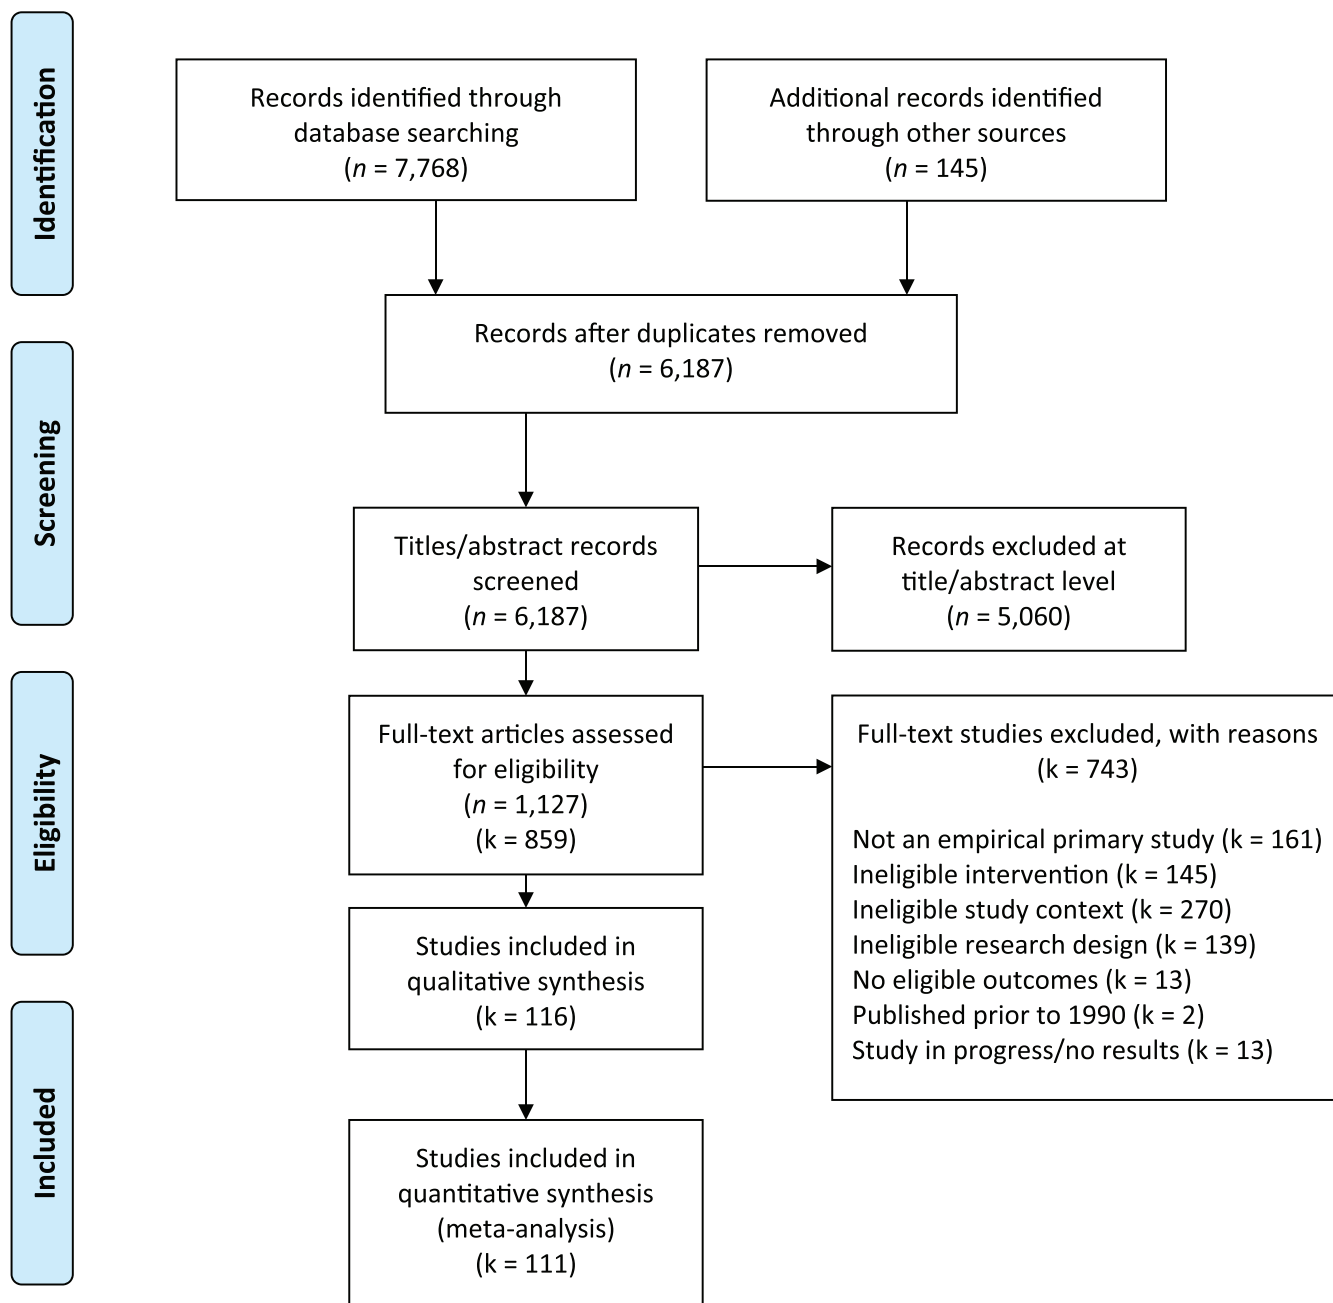 Identification
Records identified through
database searching
(n = 7,768)
Additional records identified
through other sources
(n = 145)
Records after duplicates removed
(n = 6,187)
Screening
Titles/abstract records
screened
(n = 6,187)
Records excluded at
title/abstract level
(n = 5,060)
Eligibility
Full-text articles assessed
for eligibility
(n = 1,127)
(k = 859)
Full-text studies excluded, with reasons
(k = 743)
Not an empirical primary study (k = 161)
Ineligible intervention (k = 145)
Ineligible study context (k = 270)
Ineligible research design (k = 139)
No eligible outcomes (k = 13)
Published prior to 1990 (k = 2)
Study in progress/no results (k = 13)
Studies included in
qualitative synthesis
(k = 116)
Included
Studies included in
quantitative synthesis
(meta-analysis)
(k = 111)